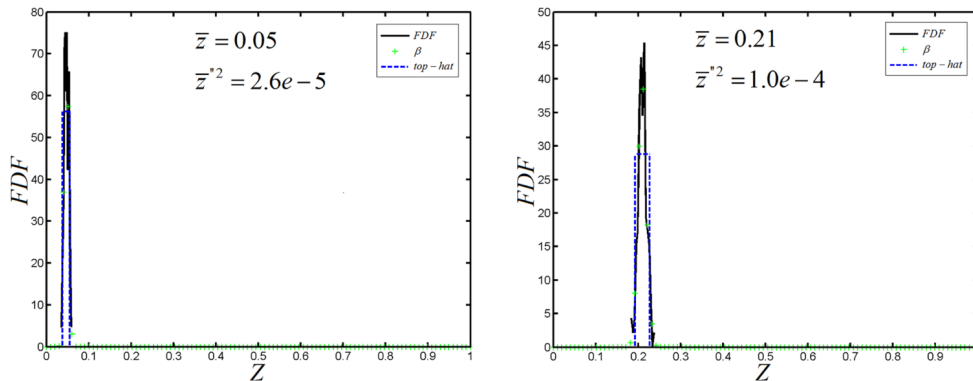 80
70
60
50
40
30
20
10
0
FDF
z̅ = 0.05
z̅"² = 2.6e − 5
FDF
β
top − hat
0 0.1 0.2 0.3 0.4 0.5 0.6 0.7 0.8 0.9 1
Z
50
45
40
35
30
25
20
15
10
5
0
FDF
z̅ = 0.21
z̅"² = 1.0e − 4
FDF
β
top − hat
0 0.1 0.2 0.3 0.4 0.5 0.6 0.7 0.8 0.9
Z